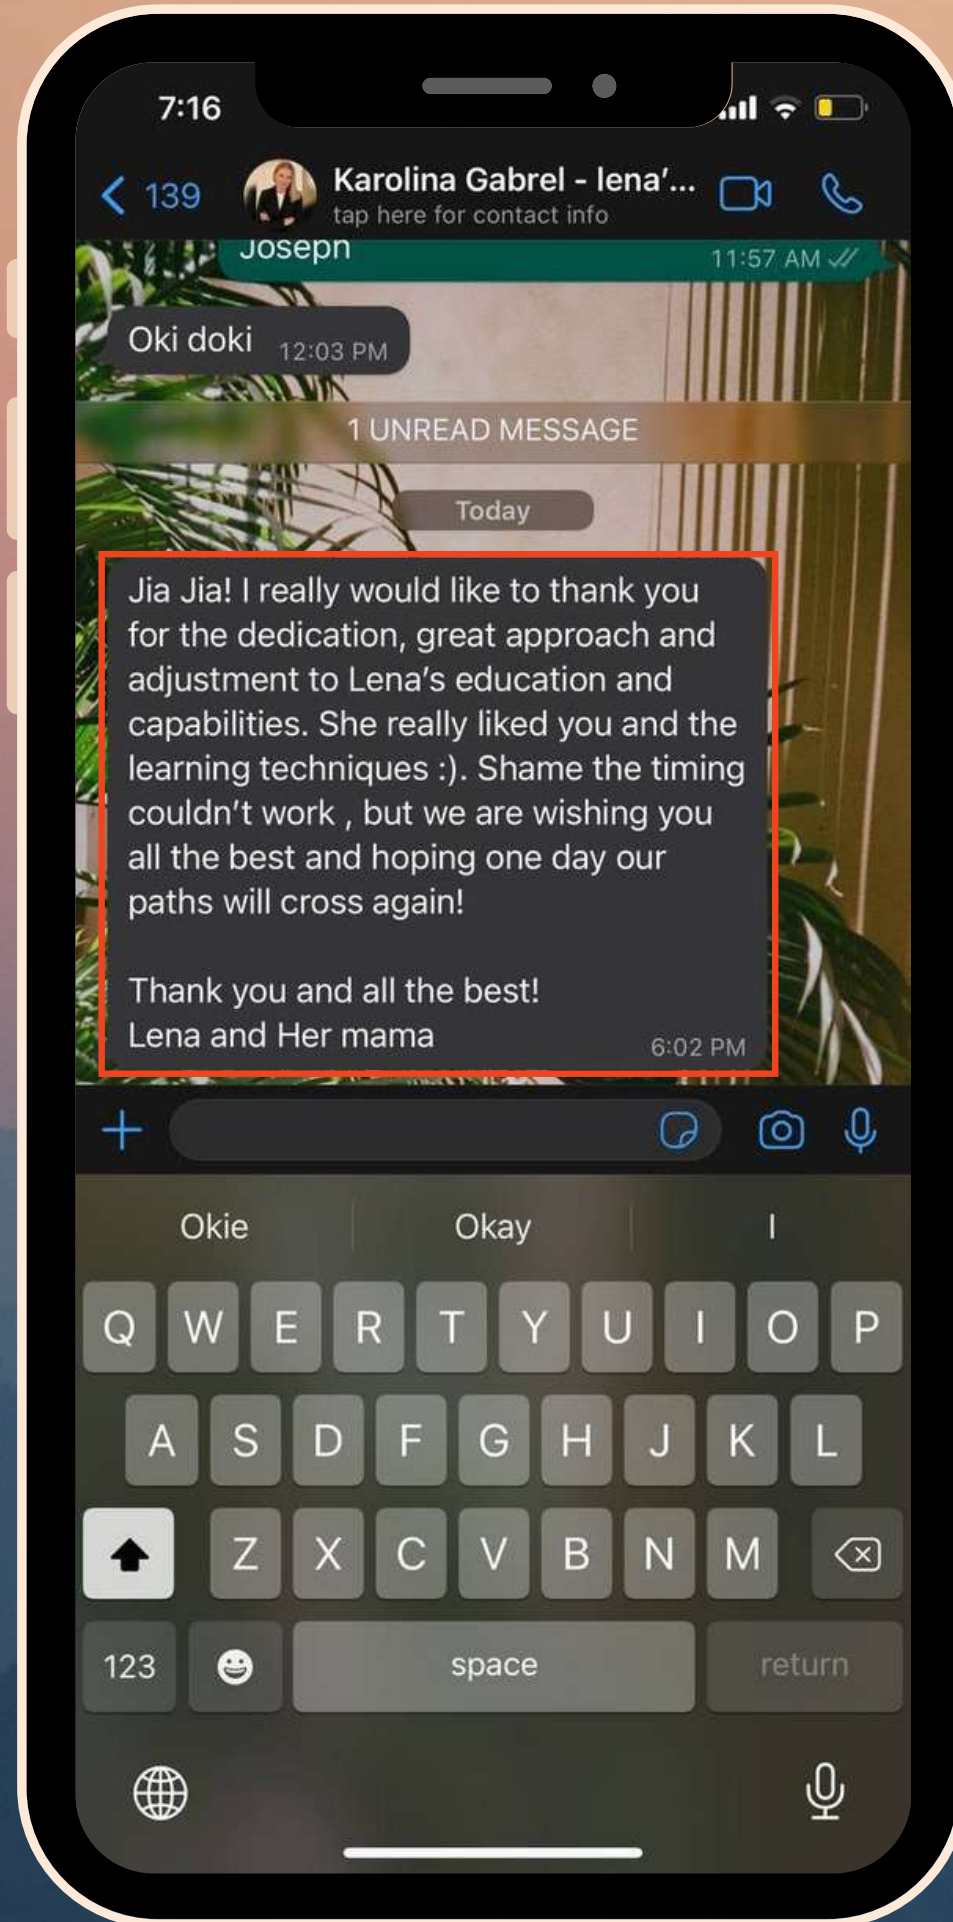 7:16
139
Karolina Gabrel - lena’...
tap here for contact info
Joseph
11:57 AM
Oki doki
12:03 PM
1 UNREAD MESSAGE
Today
Jia Jia! I really would like to thank you
for the dedication, great approach and
adjustment to Lena’s education and
capabilities. She really liked you and the
learning techniques :). Shame the timing
couldn’t work , but we are wishing you
all the best and hoping one day our
paths will cross again!
Thank you and all the best!
Lena and Her mama
6:02 PM
Okie Okay I
Q W E R T Y U I O P
A S D F G H J K L
Z X C V B N M
123 space return